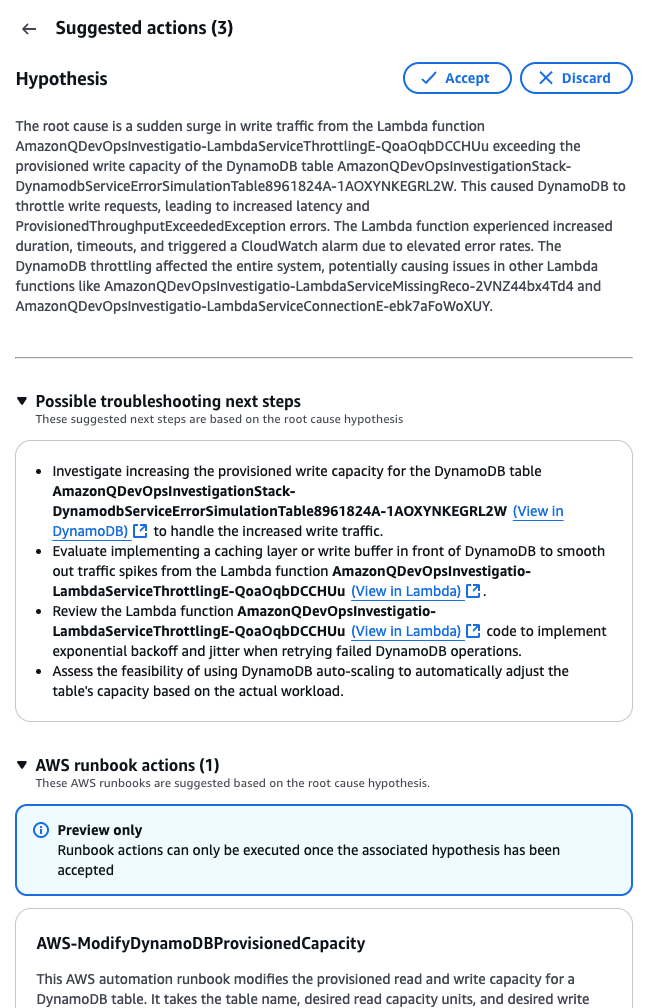 Suggested actions (3)
Hypothesis
Accept
Discard
The root cause is a sudden surge in write traffic from the Lambda function
AmazonQDevOpsInvestigatio-LambdaServiceThrottlingE-QoaOqbDCCHUu exceeding the
provisioned write capacity of the DynamoDB table AmazonQDevOpsInvestigationStack-
DynamodbServiceErrorSimulationTable8961824A-1AOXYNKEGRL2W. This caused DynamoDB to
throttle write requests, leading to increased latency and
ProvisionedThroughputExceededException errors. The Lambda function experienced increased
duration, timeouts, and triggered a CloudWatch alarm due to elevated error rates. The
DynamoDB throttling affected the entire system, potentially causing issues in other Lambda
functions like AmazonQDevOpsInvestigatio-LambdaServiceMissingReco-2VNZ44bx4Td4 and
AmazonQDevOpsInvestigatio-LambdaServiceConnectionE-ebk7aFoWoXUY.
Possible troubleshooting next steps
These suggested next steps are based on the root cause hypothesis
• Investigate increasing the provisioned write capacity for the DynamoDB table
AmazonQDevOpsInvestigationStack-
DynamodbServiceErrorSimulationTable8961824A-1AOXYNKEGRL2W (View in
DynamoDB) to handle the increased write traffic.
• Evaluate implementing a caching layer or write buffer in front of DynamoDB to smooth
out traffic spikes from the Lambda function AmazonQDevOpsInvestigatio-
LambdaServiceThrottlingE-QoaOqbDCCHUu (View in Lambda) .
• Review the Lambda function AmazonQDevOpsInvestigatio-
LambdaServiceThrottlingE-QoaOqbDCCHUu (View in Lambda) code to implement
exponential backoff and jitter when retrying failed DynamoDB operations.
• Assess the feasibility of using DynamoDB auto-scaling to automatically adjust the
table's capacity based on the actual workload.
AWS runbook actions (1)
These AWS runbooks are suggested based on the root cause hypothesis.
Preview only
Runbook actions can only be executed once the associated hypothesis has been
accepted
AWS-ModifyDynamoDBProvisionedCapacity
This AWS automation runbook modifies the provisioned read and write capacity for a
DynamoDB table. It takes the table name, desired read capacity units, and desired write